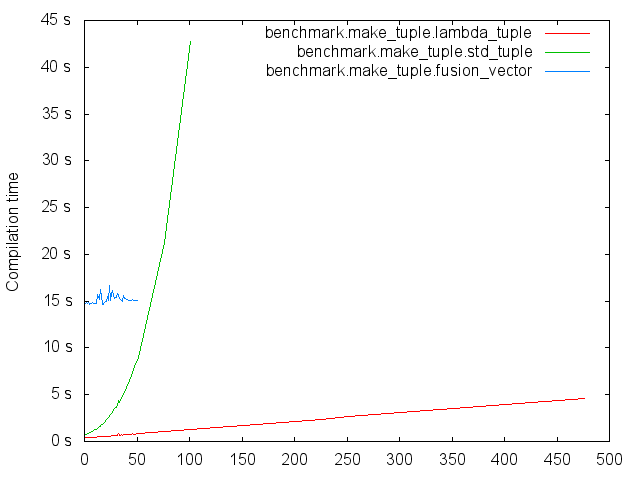 benchmark.make_tuple.lambda_tuple
benchmark.make_tuple.std_tuple
benchmark.make_tuple.fusion_vector
Compilation time
45 s
40 s
35 s
30 s
25 s
20 s
15 s
10 s
5 s
0 s
0 50 100 150 200 250 300 350 400 450 500